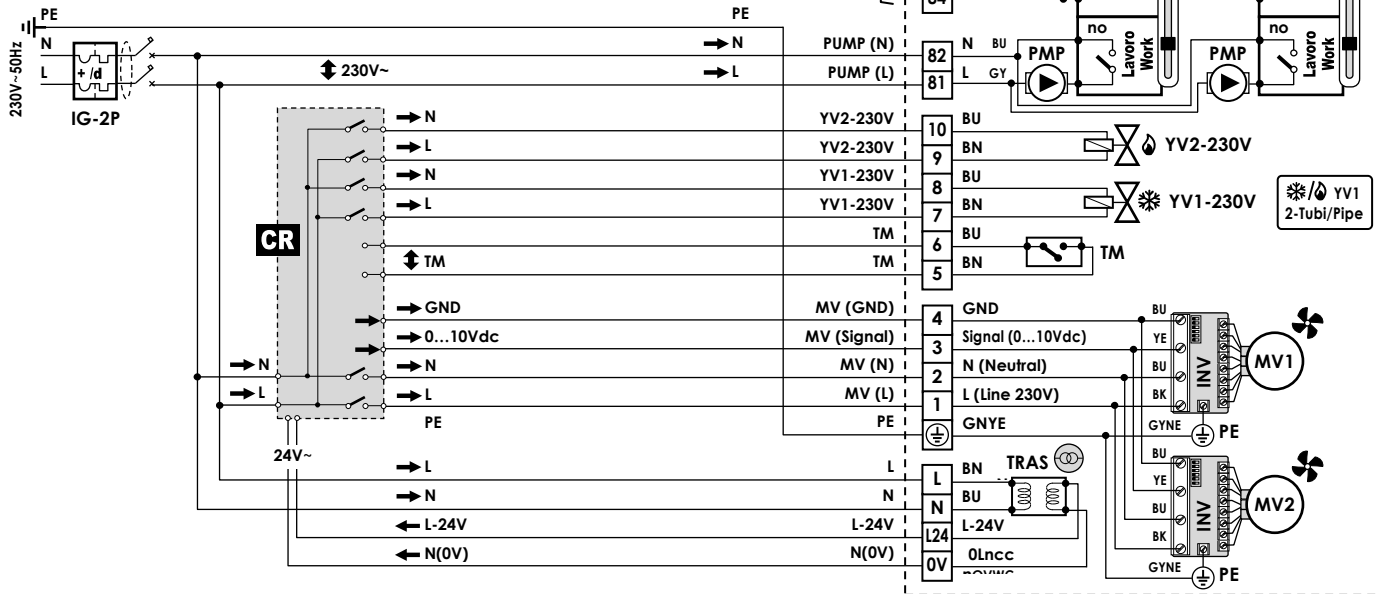 PE PE
N N PUMP (N) 82 N BU PMP no Lavoro Work PMP no Lavoro Work
230V~50Hz L + /d 230V~ L PUMP (L) 81 L GY
IG-2P
N YV2-230V 10 BU
L YV2-230V 9 BN YV2-230V
N YV1-230V 8 BU
L YV1-230V 7 BN YV1-230V
/ YV1
2-Tubi/Pipe
CR
TM 6 BU
TM TM 5 BN TM
GND MV (GND) 4 GND BU
0...10Vdc MV (Signal) 3 Signal (0...10Vdc) YE INV MV1
N N MV (N) 2 N (Neutral) BU
L L MV (L) 1 L (Line 230V) BK
PE PE GNYE GYNE PE
24V~
L L L BN TRAS BU
N N N BU YE INV MV2
L-24V L-24V L24 L-24V BU
N(0V) N(0V) 0V BK
GYNE PE